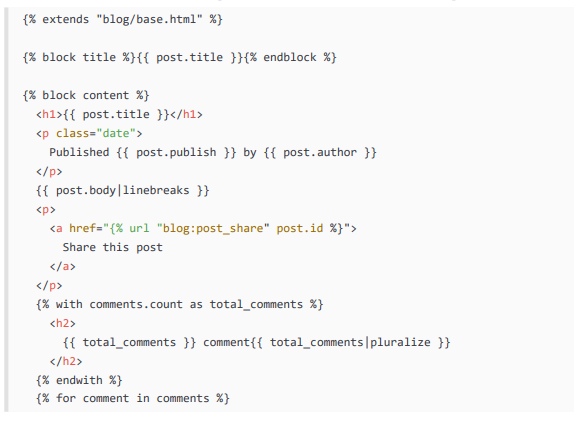 {% extends "blog/base.html" %}
{% block title %}{{ post.title }}{% endblock %}
{% block content %}
<h1>{{ post.title }}</h1>
<p class="date">
Published {{ post.publish }} by {{ post.author }}
</p>
{{ post.body|linebreaks }}
<p>
<a href="{% url "blog:post_share" post.id %}">
Share this post
</a>
</p>
{% with comments.count as total_comments %}
<h2>
{{ total_comments }} comment{{ total_comments|pluralize }}
</h2>
{% endwith %}
{% for comment in comments %}